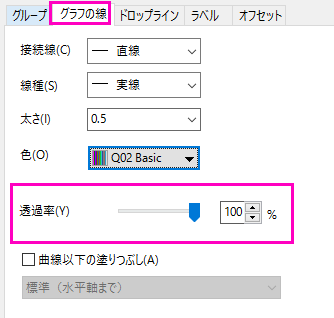 グループ グラフの線 ドロップライン ラベル オフセット
接続線(C) 直線
線種(S) 実線
太さ(I) 0.5
色(O) Q02 Basic
透過率(Y) 100 %
曲線以下の塗りつぶし(A)
標準（水平軸まで）